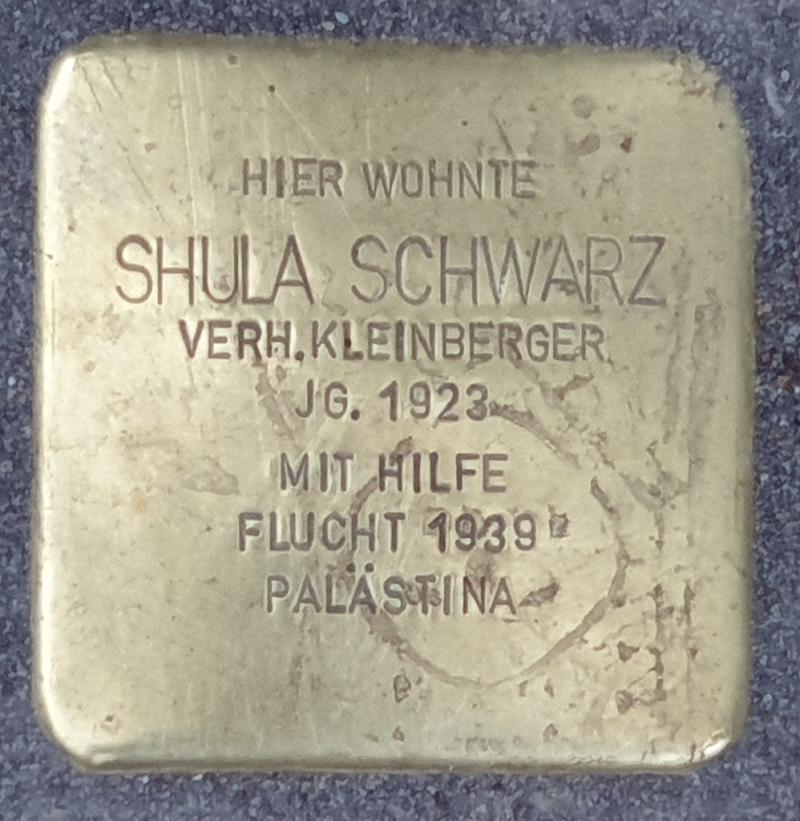 HIER WOHNTE
SHULA SCHWARZ
VERH. KLEINBERGER
JG. 1923
MIT HILFE
FLUCHT 1939
PALÄSTINA